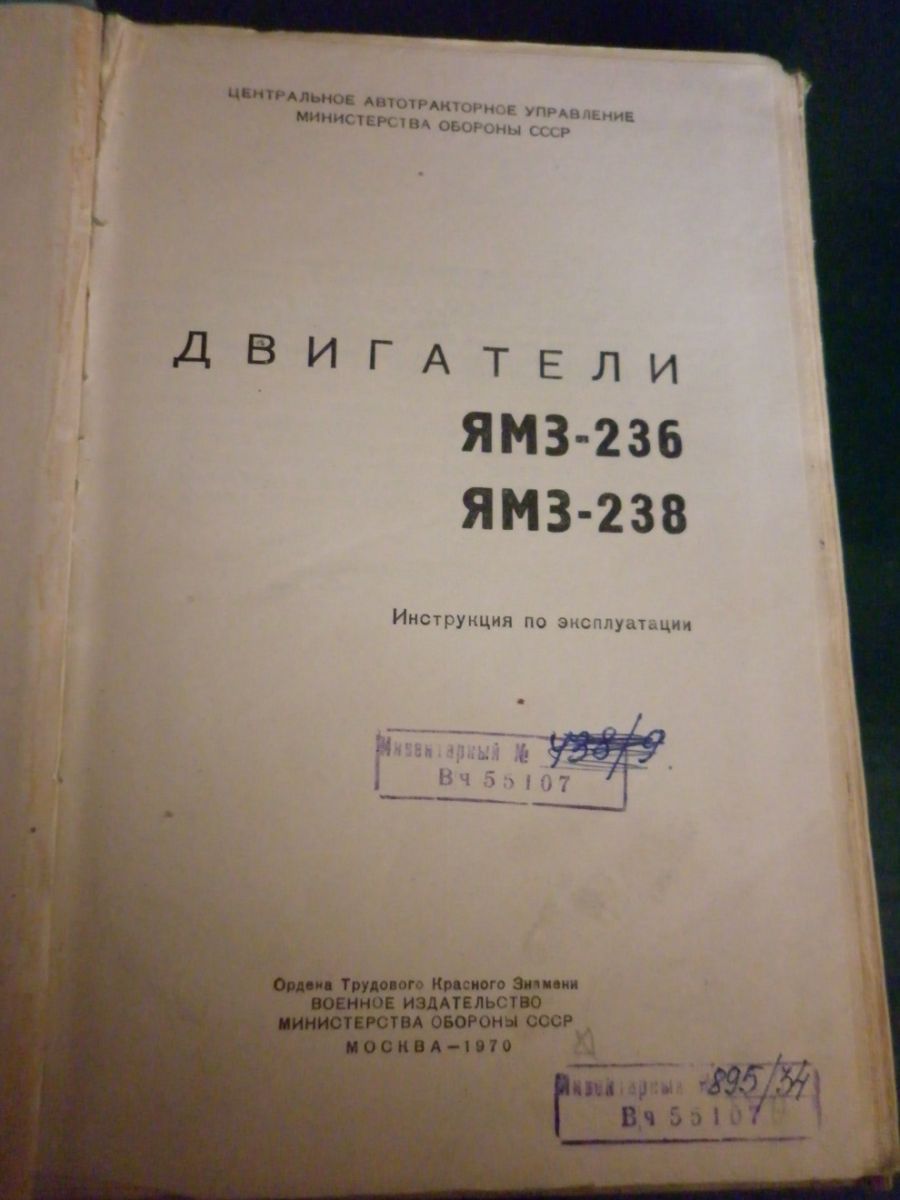 ЦЕНТРАЛЬНОЕ АВТОТРАКТОРНОЕ УПРАВЛЕНИЕ
МИНИСТЕРСТВА ОБОРОНЫ СССР
ДВИГАТЕЛИ
ЯМЗ-236
ЯМЗ-238
Инструкция по эксплуатации
Инвентарный №
Вч 55107
Ордена Трудового Красного Знамени
ВОЕННОЕ ИЗДАТЕЛЬСТВО
МИНИСТЕРСТВА ОБОРОНЫ СССР
МОСКВА—1970
Инвентарный 895/34
Вч 55107